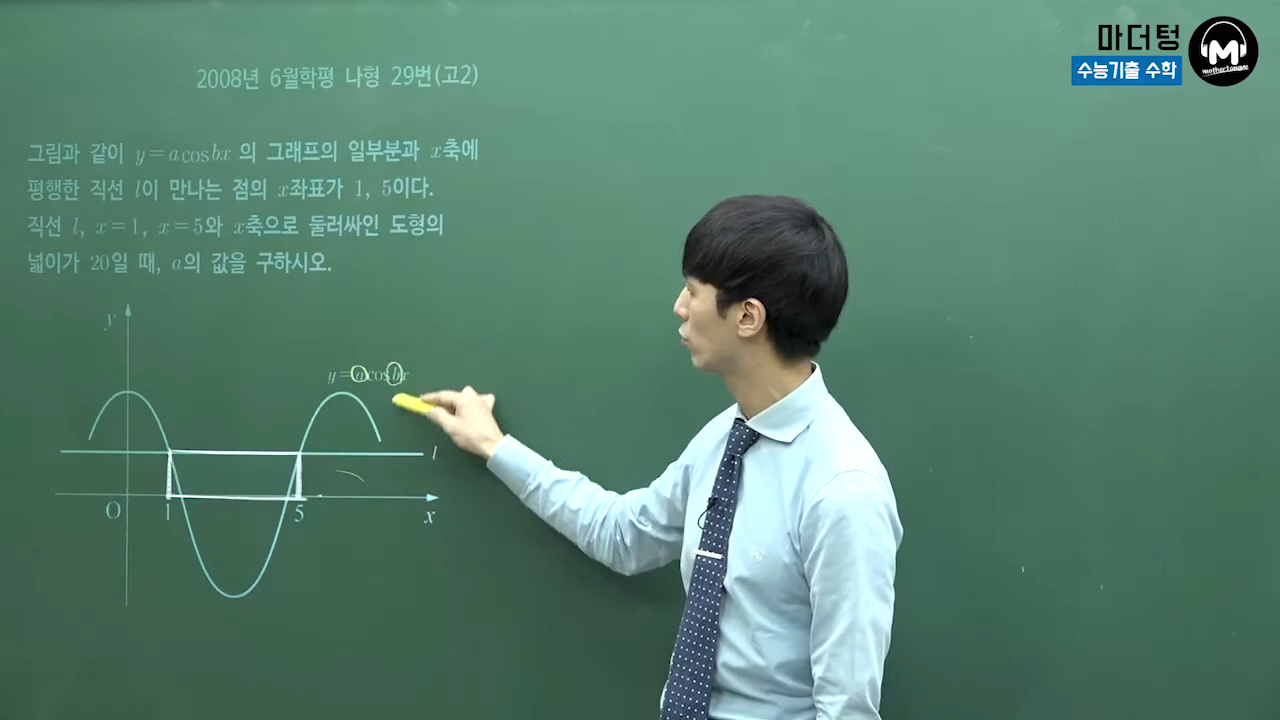 마더텅
수능기출 수학
M
mothertongue
2008년 6월학평 나형 29번(고2)
그림과 같이 y=acosbx 의 그래프의 일부분과 x축에
평행한 직선 l이 만나는 점의 x좌표가 1, 5이다.
직선 l, x=1, x=5와 x축으로 둘러싸인 도형의
넓이가 20일 때, a의 값을 구하시오.
y
y=acosbx
l
O
1
5
x